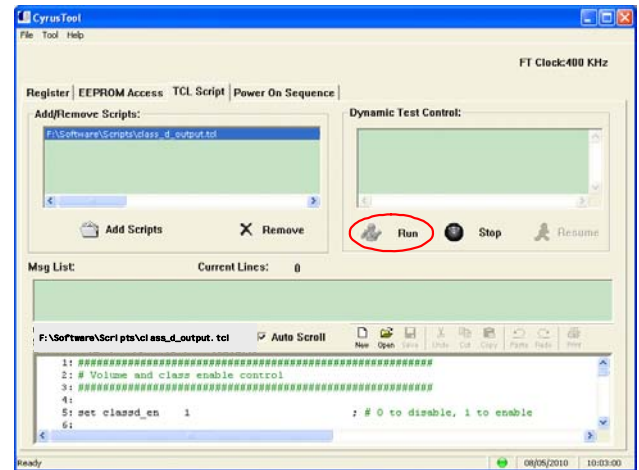 CyrusTool
File Tool Help
FT Clock:400 KHz
Register EEPROM Access TCL Script Power On Sequence
Add/Remove Scripts:
F:\Software\Scripts\class_d_output.tcl
Add Scripts Remove
Dynamic Test Control:
Run Stop Resume
Msg List: Current Lines: 0
F:\Software\Scripts\class_d_output.tcl Auto Scroll
New Open Save Undo Cut Copy Paste Redo Print
1: #########################################################
2: # Volume and class enable control
3: #########################################################
4:
5: set classd_en 1 ; # 0 to disable, 1 to enable
6:
Ready 08/05/2010 10:03:00